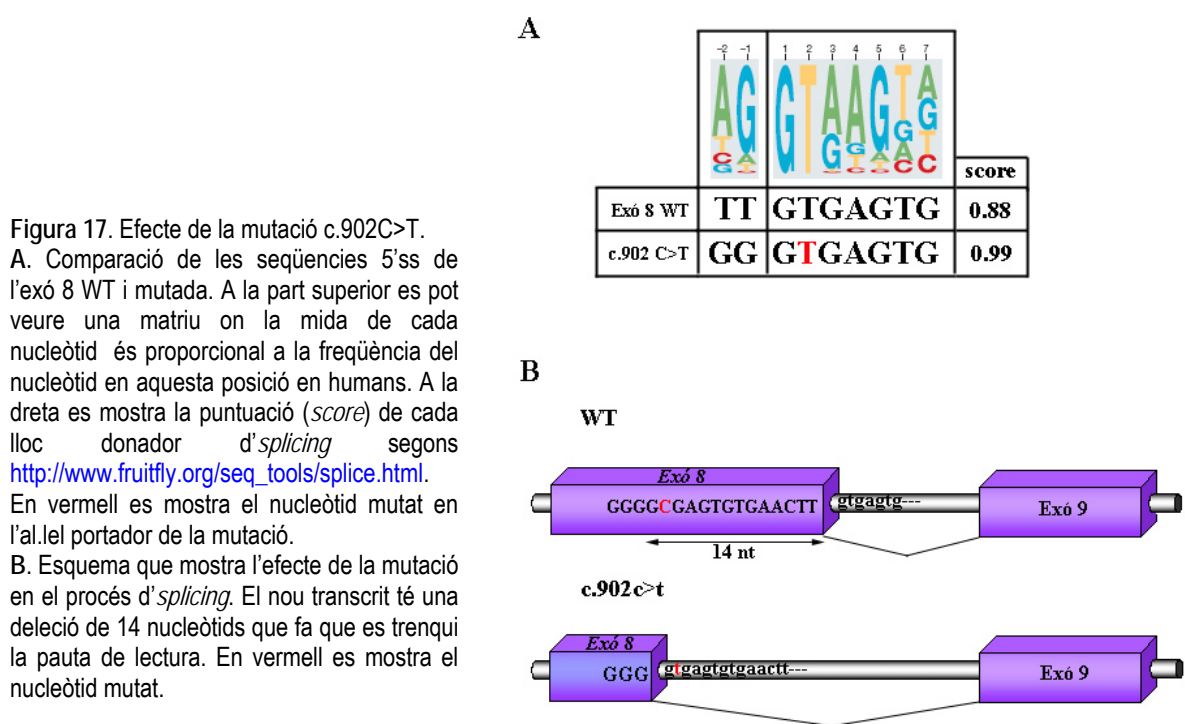 Figura 17. Efecte de la mutació c.902C>T.
A. Comparació de les seqüencies 5'ss de
l'exó 8 WT i mutada. A la part superior es pot
veure una matriu on la mida de cada
nucleòtid és proporcional a la freqüència del
nucleòtid en aquesta posició en humans. A la
dreta es mostra la puntuació (score) de cada
lloc donador d'splicing segons
http://www.fruitfly.org/seq_tools/splice.html.
En vermell es mostra el nucleòtid mutat en
l'al.lel portador de la mutació.
B. Esquema que mostra l'efecte de la mutació
en el procés d'splicing. El nou transcrit té una
deleció de 14 nucleòtids que fa que es trenqui
la pauta de lectura. En vermell es mostra el
nucleòtid mutat.
A
-2 -1 1 2 3 4 5 6 7
A G G T A A G T A
T G G A G G
C A T A A T
G C C C
score
Exó 8 WT TT GTGAGTG 0.88
c.902 C>T GG GTGAGTG 0.99
B
WT
Exó 8
GGGGCGAGTGTGAACTT gtgagtg--- Exó 9
14 nt
c.902c>t
Exó 8
GGG gtgagtgtgaactt--- Exó 9